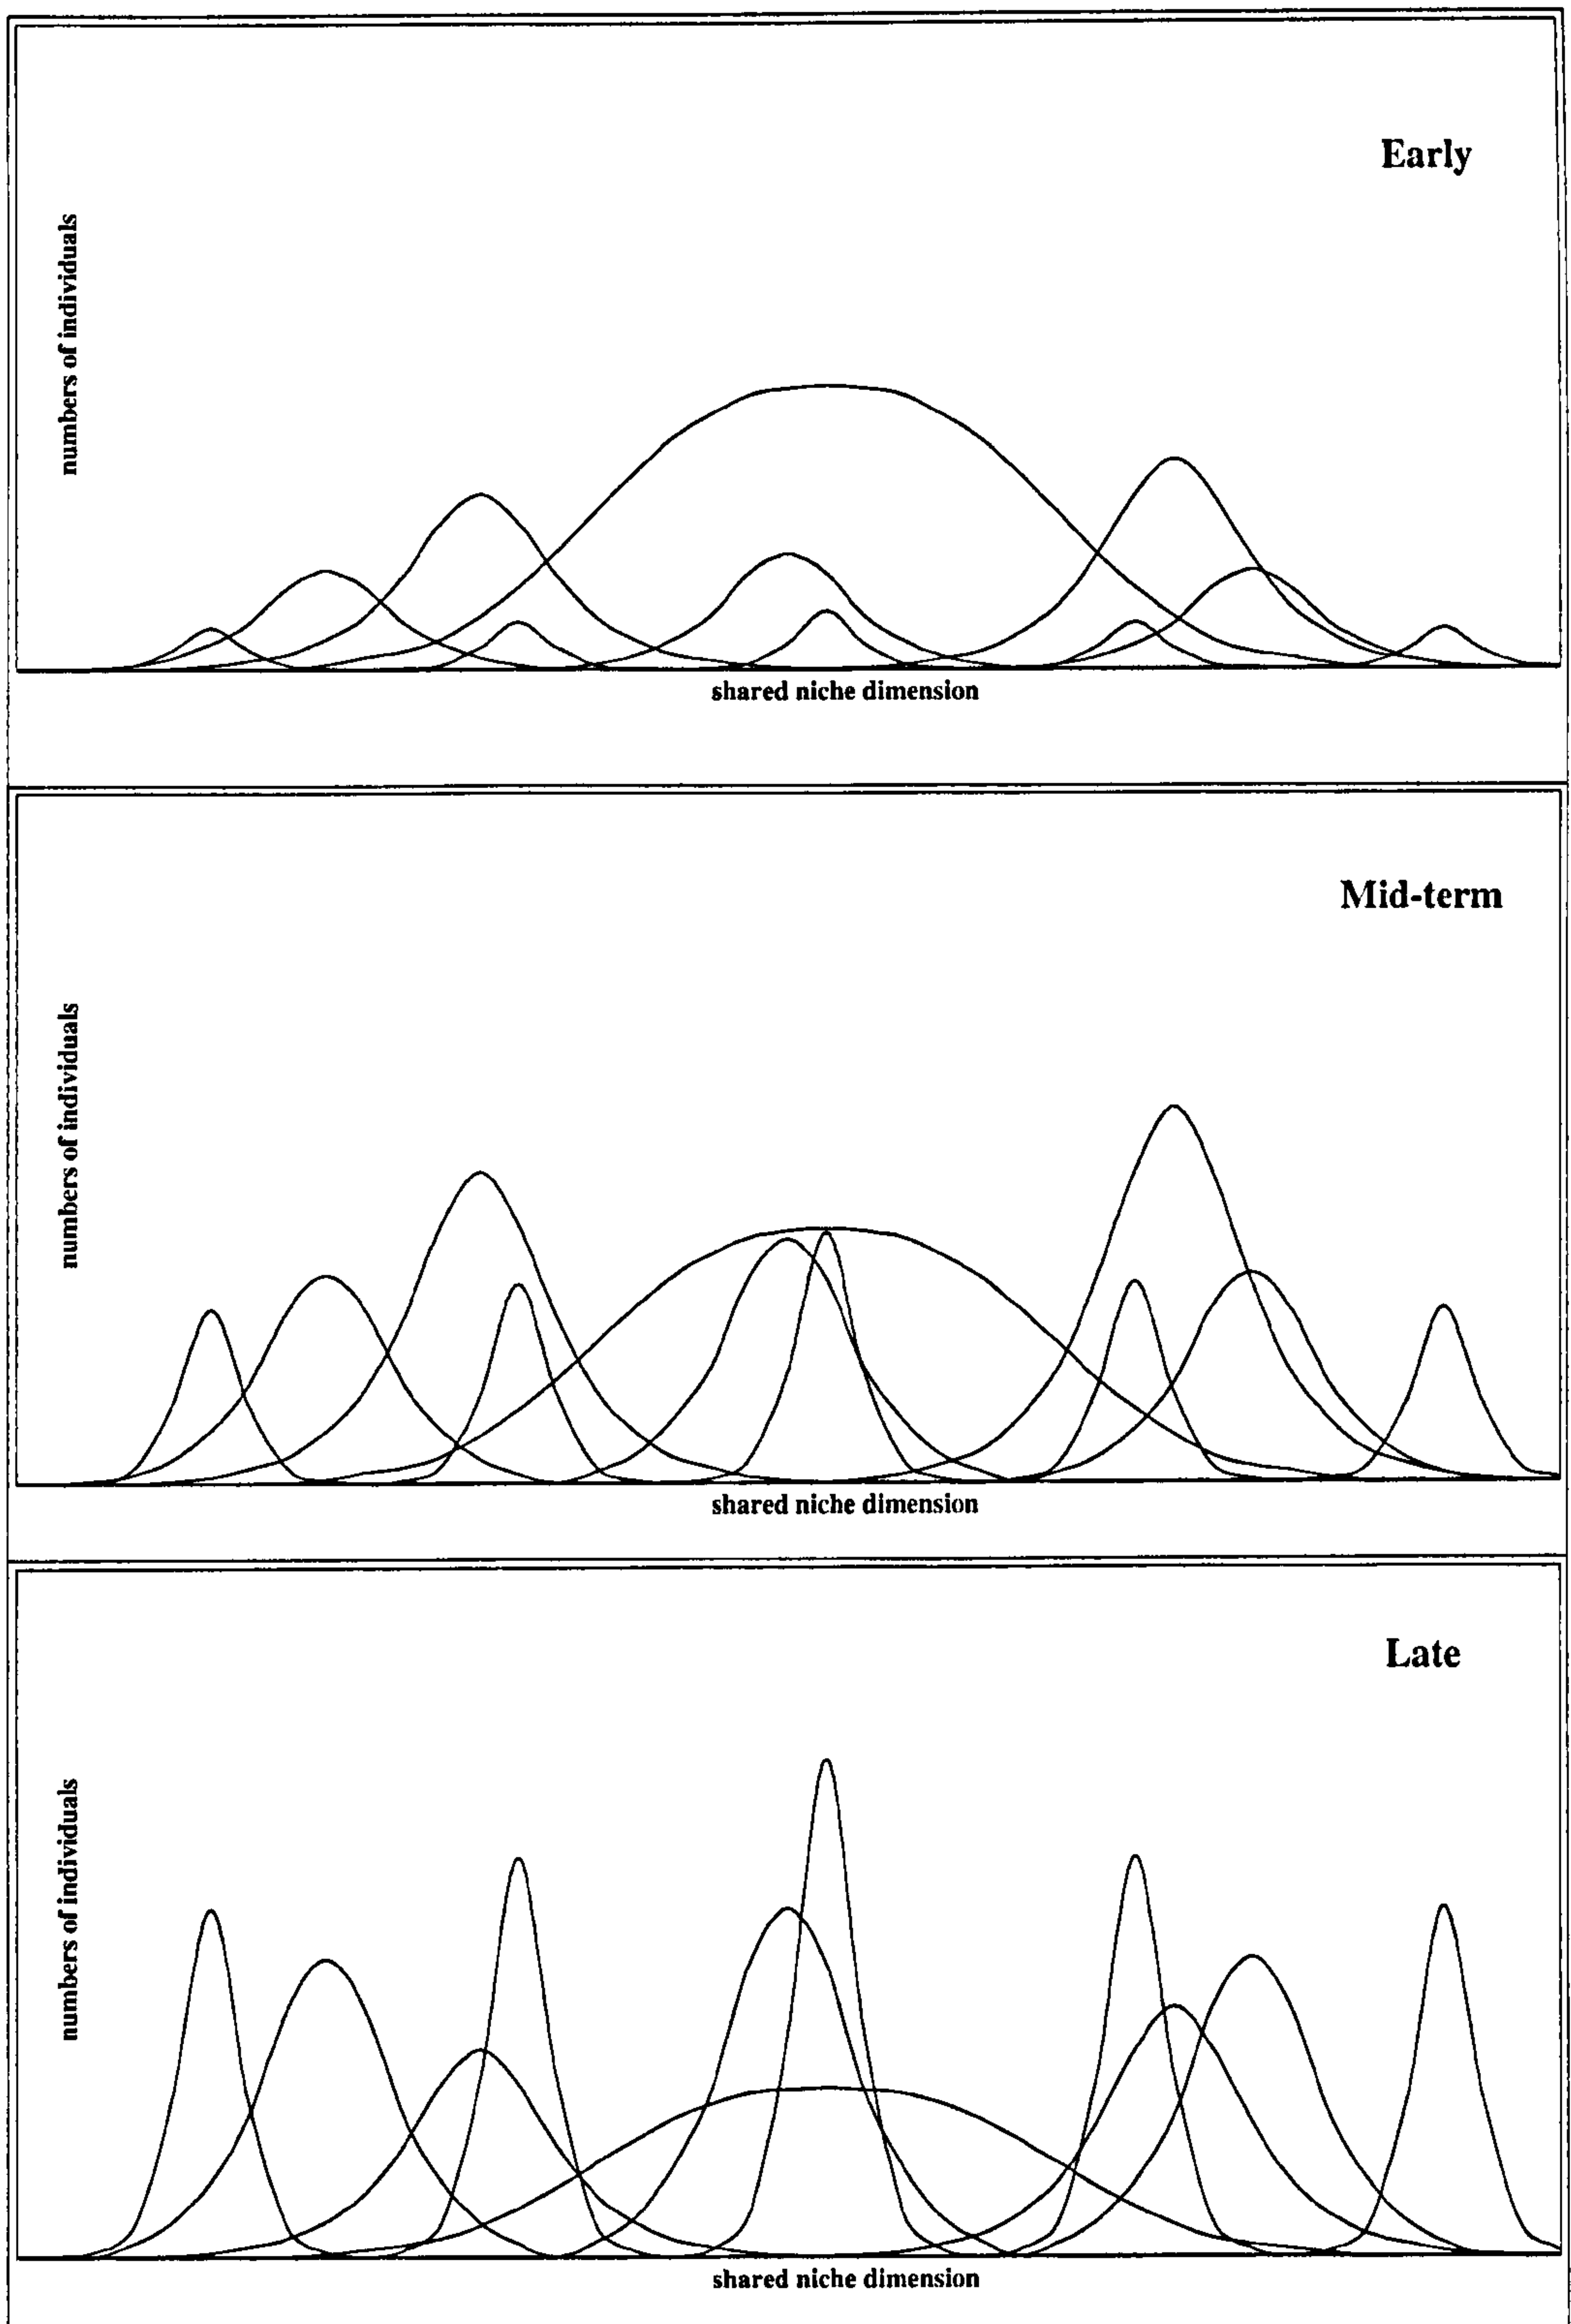 Early
numbers of individuals
shared niche dimension
Mid-term
numbers of individuals
shared niche dimension
Late
numbers of individuals
shared niche dimension